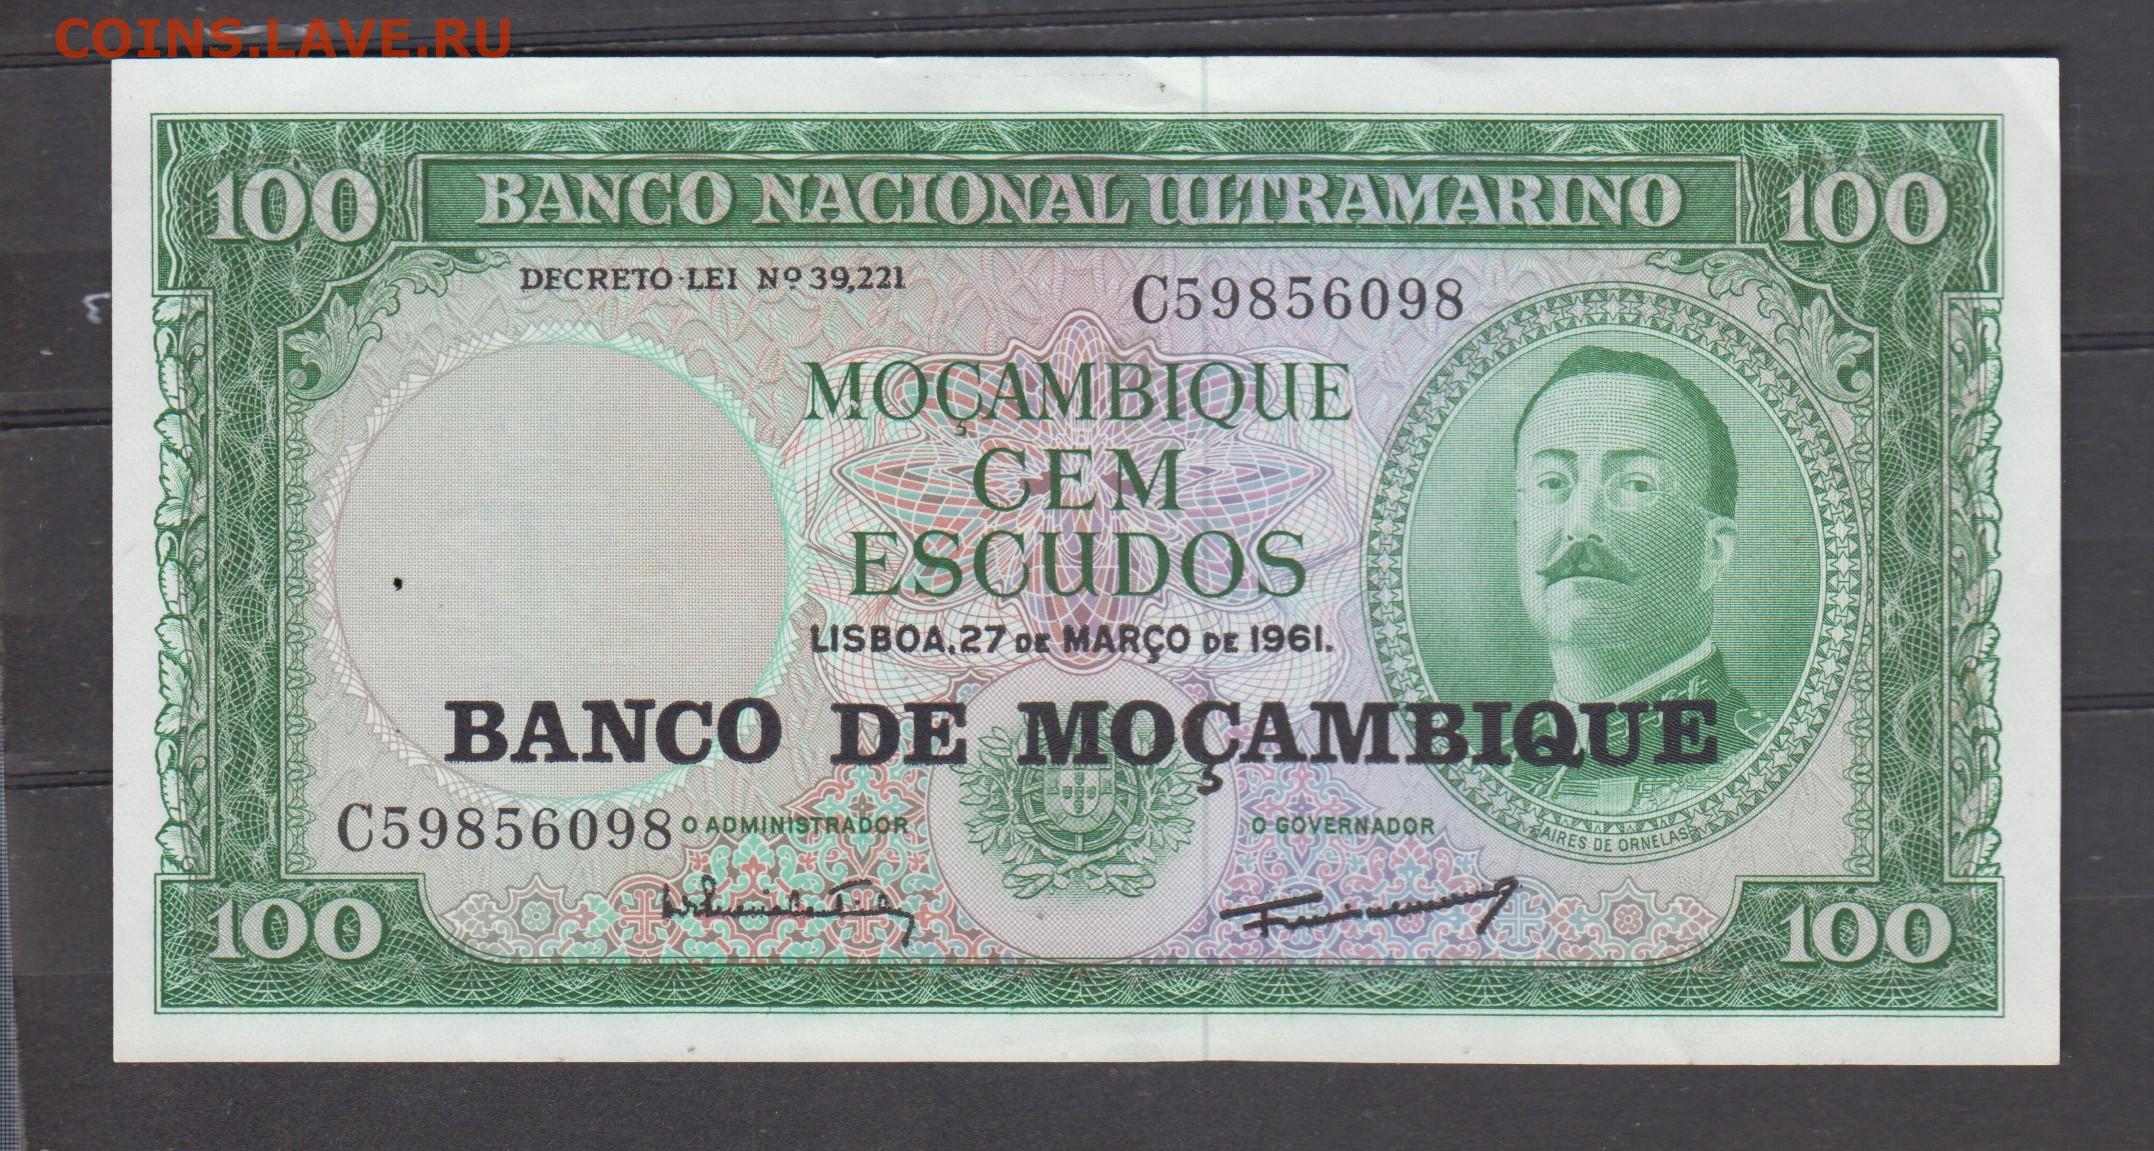 COINS.LAVE.RU
100 BANCO NACIONAL ULTRAMARINO 100
DECRETO-LEI Nº 39,221
C59856098
MOÇAMBIQUE
CEM
ESCUDOS
LISBOA, 27 DE MARÇO DE 1961.
BANCO DE MOÇAMBIQUE
C59856098 O ADMINISTRADOR O GOVERNADOR
AIRES DE ORNELAS
100 100